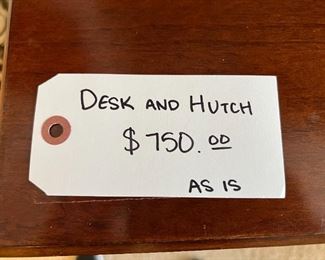 DESK AND HUTCH
$750.00
AS IS